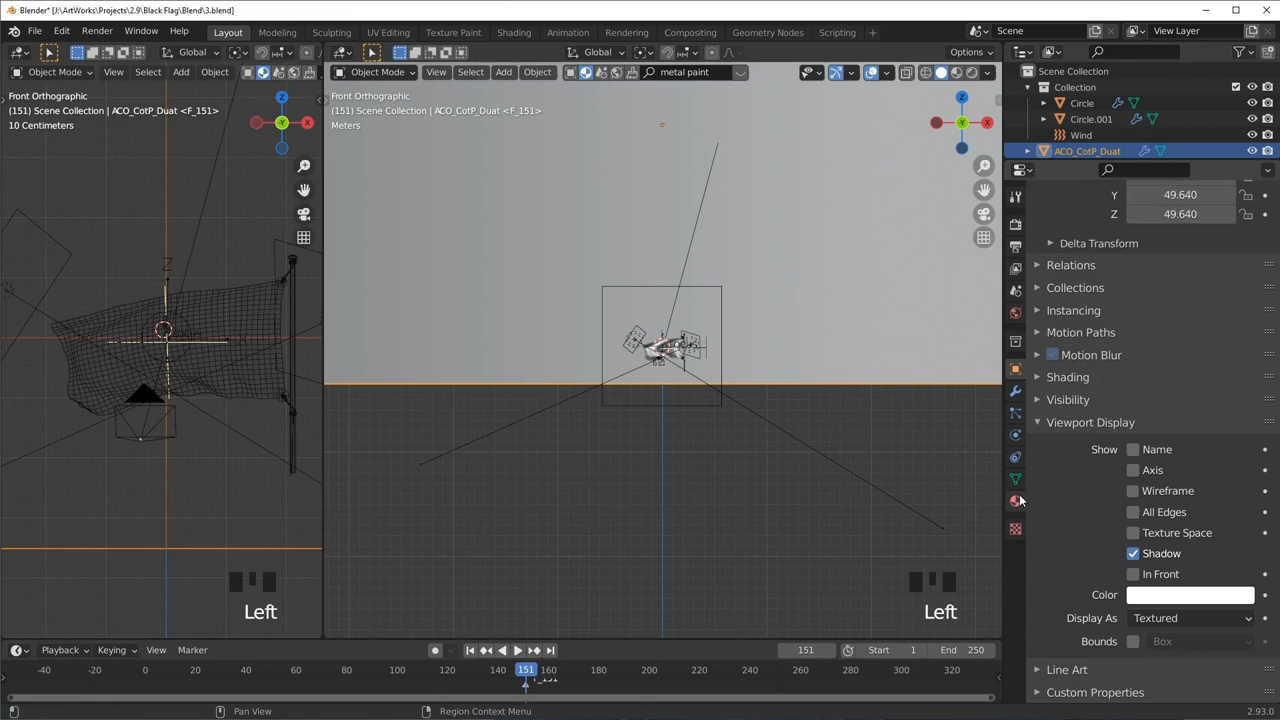 Blender* [J:\ArtWorks\Projects\2.9\Black Flag\Blend\3.blend]
File Edit Render Window Help Layout Modeling Sculpting UV Editing Texture Paint Shading Animation Rendering Compositing Geometry Nodes Scripting + Scene View Layer
Global Global Options
Object Mode View Select Add Object Object Mode View Select Add Object metal paint
Scene Collection
Collection
Circle
Circle.001
Wind
ACO_CotP_Duat
Front Orthographic
(151) Scene Collection | ACO_CotP_Duat <F_151>
10 Centimeters
Z
X
Y
Front Orthographic
(151) Scene Collection | ACO_CotP_Duat <F_151>
Meters
Z
X
Y
Left
Left
Y 49.640
Z 49.640
Delta Transform
Relations
Collections
Instancing
Motion Paths
Motion Blur
Shading
Visibility
Viewport Display
Show Name
Axis
Wireframe
All Edges
Texture Space
Shadow
In Front
Color
Display As Textured
Bounds Box
Line Art
Custom Properties
Playback Keying View Marker 151 Start 1 End 250
-40 -20 0 20 40 60 80 100 120 140 151 160 180 200 220 240 260 280 300 320
Pan View Region Context Menu 2.93.0